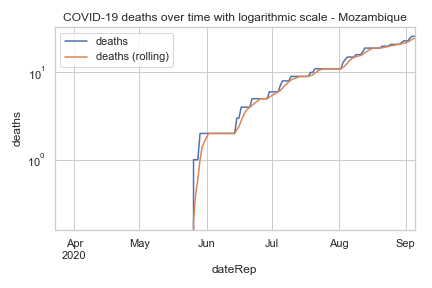 COVID-19 deaths over time with logarithmic scale - Mozambique
deaths
deaths (rolling)
deaths
10¹
10⁰
Apr
2020
May
Jun
Jul
Aug
Sep
dateRep